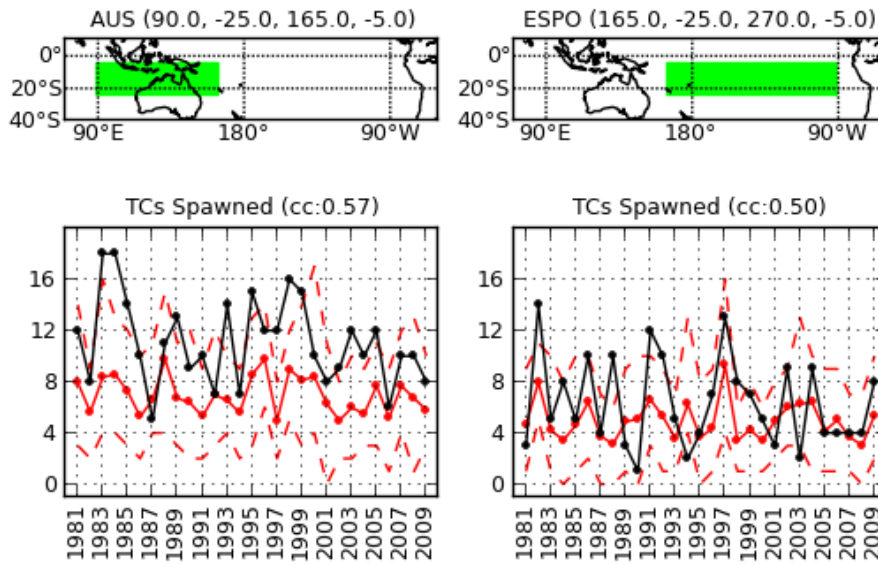 AUS (90.0, -25.0, 165.0, -5.0)
0°
20°S
40°S
90°E 180° 90°W
ESPO (165.0, -25.0, 270.0, -5.0)
0°
20°S
40°S
90°E 180° 90°W
TCs Spawned (cc:0.57)
16
12
8
4
0
1981 1983 1985 1987 1989 1991 1993 1995 1997 1999 2001 2003 2005 2007 2009
TCs Spawned (cc:0.50)
16
12
8
4
0
1981 1983 1985 1987 1989 1991 1993 1995 1997 1999 2001 2003 2005 2007 2009